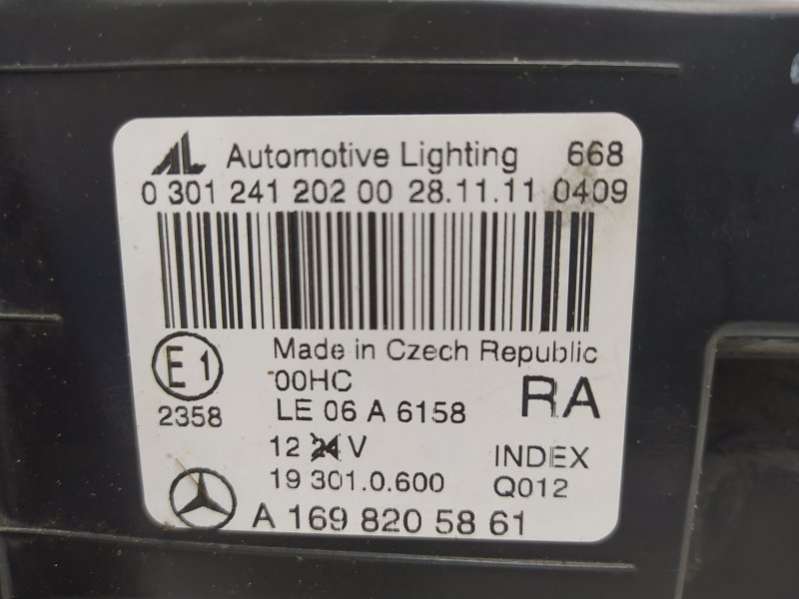 AL Automotive Lighting 668
0 301 241 202 00 28.11.11 0409
Made in Czech Republic
E1 00HC RA
2358 LE 06 A 6158
12 24 V INDEX
19 301.0.600 Q012
A 169 820 58 61